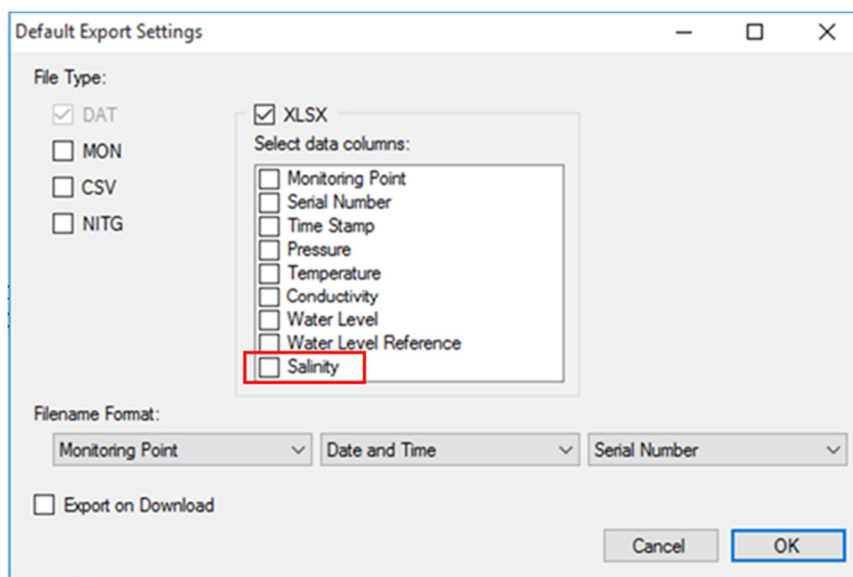 Default Export Settings
File Type:
DAT
MON
CSV
NITG
XLSX
Select data columns:
Monitoring Point
Serial Number
Time Stamp
Pressure
Temperature
Conductivity
Water Level
Water Level Reference
Salinity
Filename Format:
Monitoring Point Date and Time Serial Number
Export on Download
Cancel OK